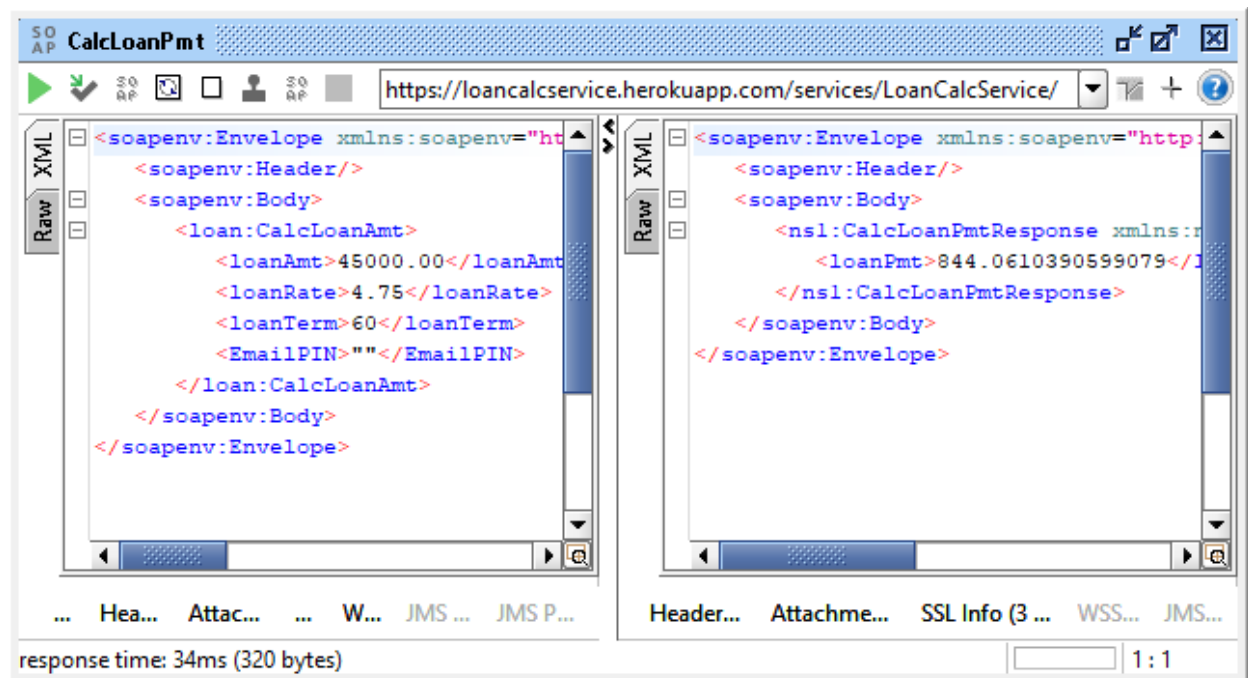 SO AP CalcLoanPmt
https://loancalcservice.herokuapp.com/services/LoanCalcService/
XML
Raw
<soapenv:Envelope xmlns:soapenv="ht
<soapenv:Header/>
<soapenv:Body>
<loan:CalcLoanAmt>
<loanAmt>45000.00</loanAmt
<loanRate>4.75</loanRate>
<loanTerm>60</loanTerm>
<EmailPIN>""</EmailPIN>
</loan:CalcLoanAmt>
</soapenv:Body>
</soapenv:Envelope>
... Hea... Attac... ... W... JMS ... JMS P...
XML
Raw
<soapenv:Envelope xmlns:soapenv="http:
<soapenv:Header/>
<soapenv:Body>
<ns1:CalcLoanPmtResponse xmlns:n
<loanPmt>844.0610390599079</l
</ns1:CalcLoanPmtResponse>
</soapenv:Body>
</soapenv:Envelope>
Header... Attachme... SSL Info (3 ... WSS... JMS...
response time: 34ms (320 bytes)
1 : 1